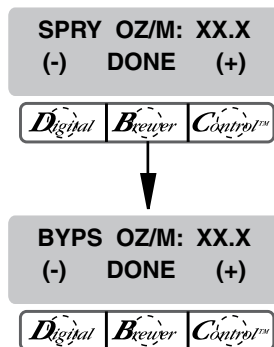 SPRY OZ/M: XX.X
(-) DONE (+)
Digital Brewer Control™
BYPS OZ/M: XX.X
(-) DONE (+)
Digital Brewer Control™